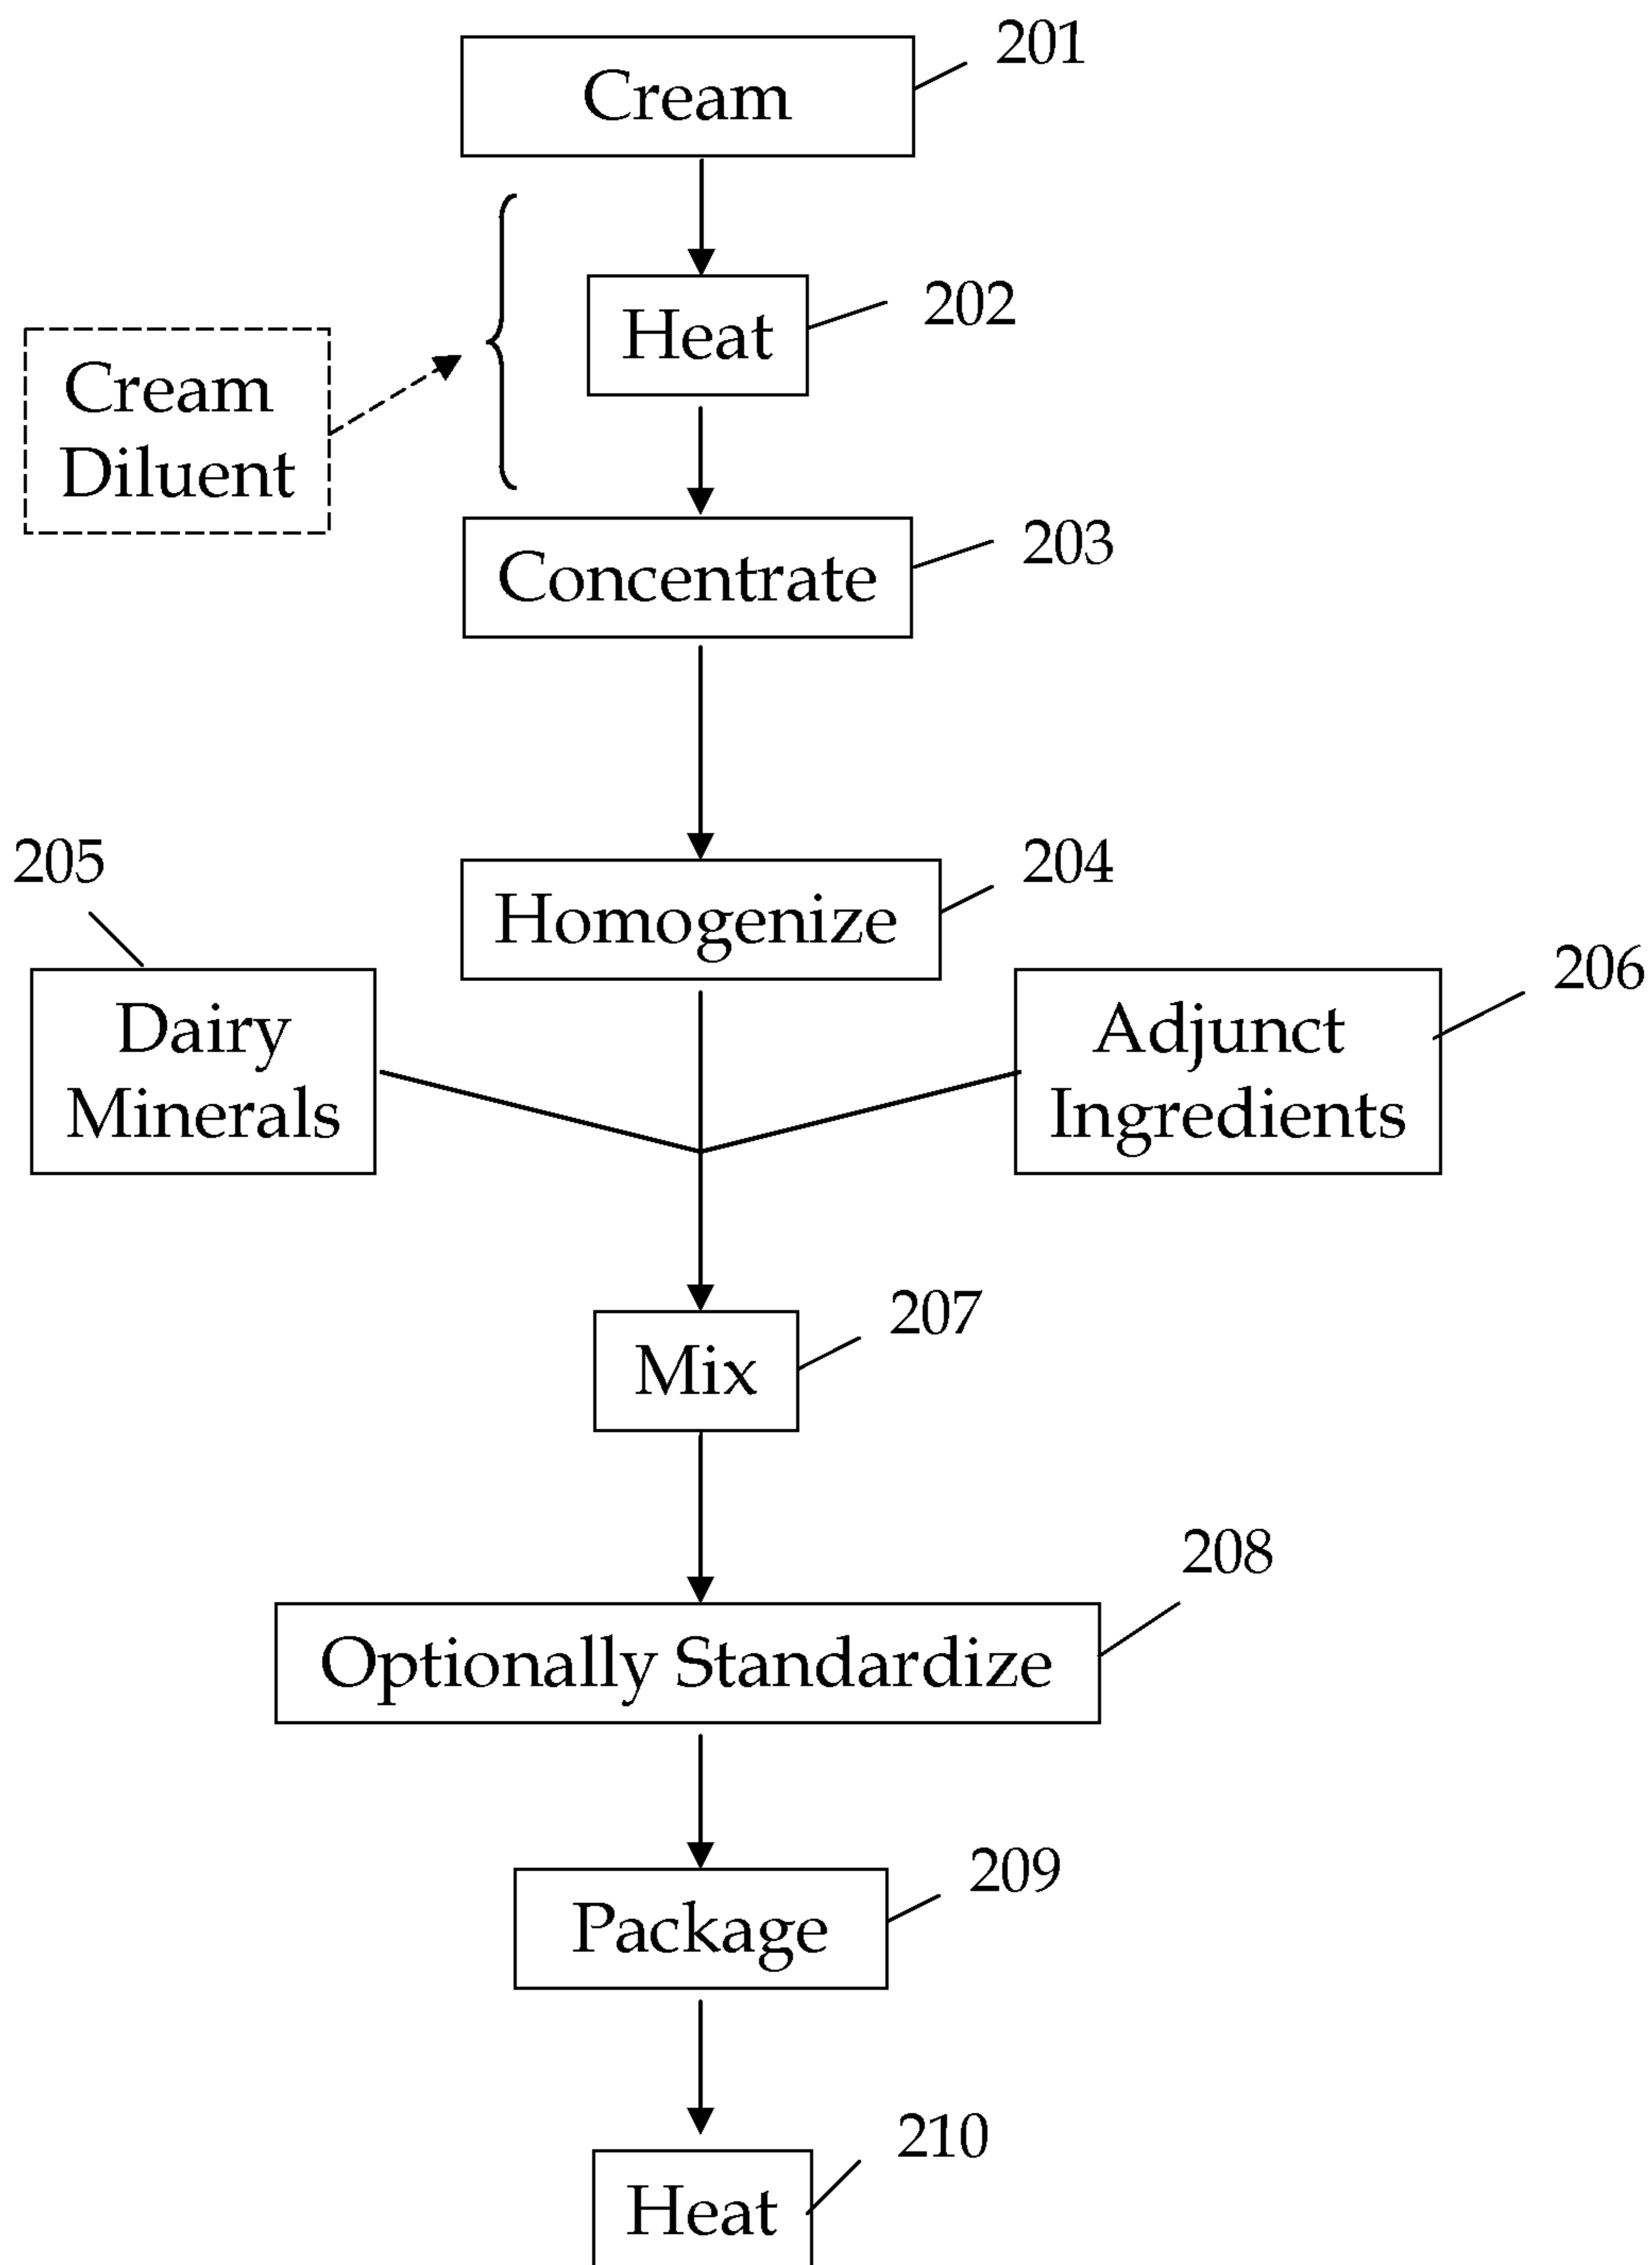 201
Cream
202
Heat
Cream
Diluent
203
Concentrate
204
Homogenize
205
Dairy
Minerals
206
Adjunct
Ingredients
207
Mix
208
Optionally Standardize
209
Package
210
Heat